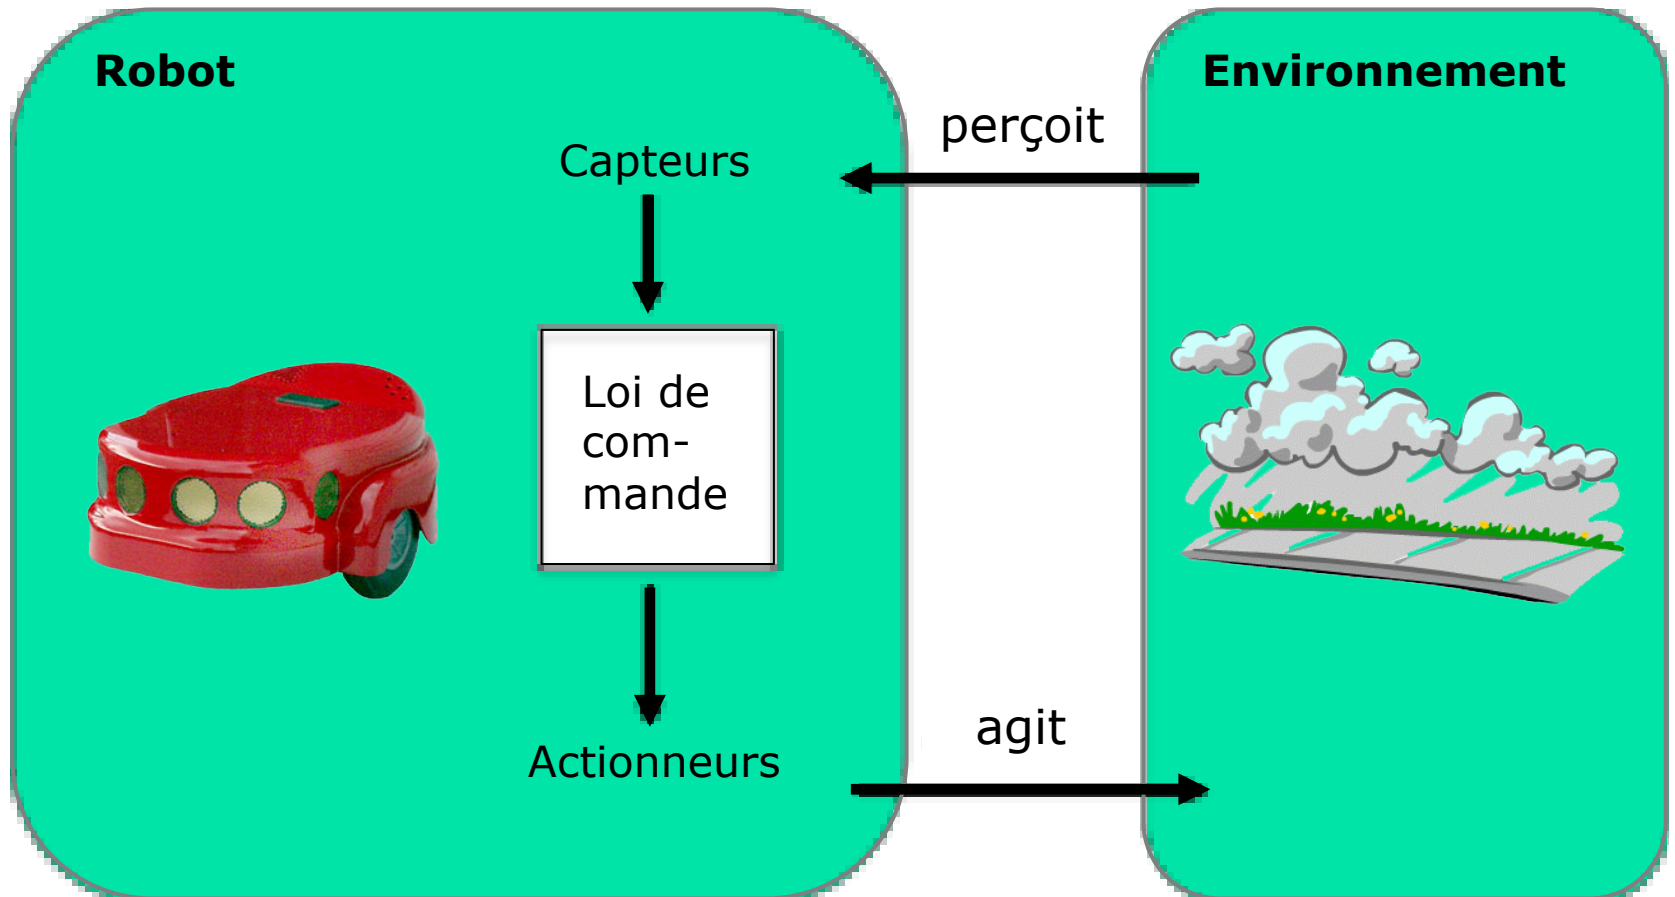 Robot
Environnement
perçoit
Capteurs
Loi de
com-
mande
agit
Actionneurs